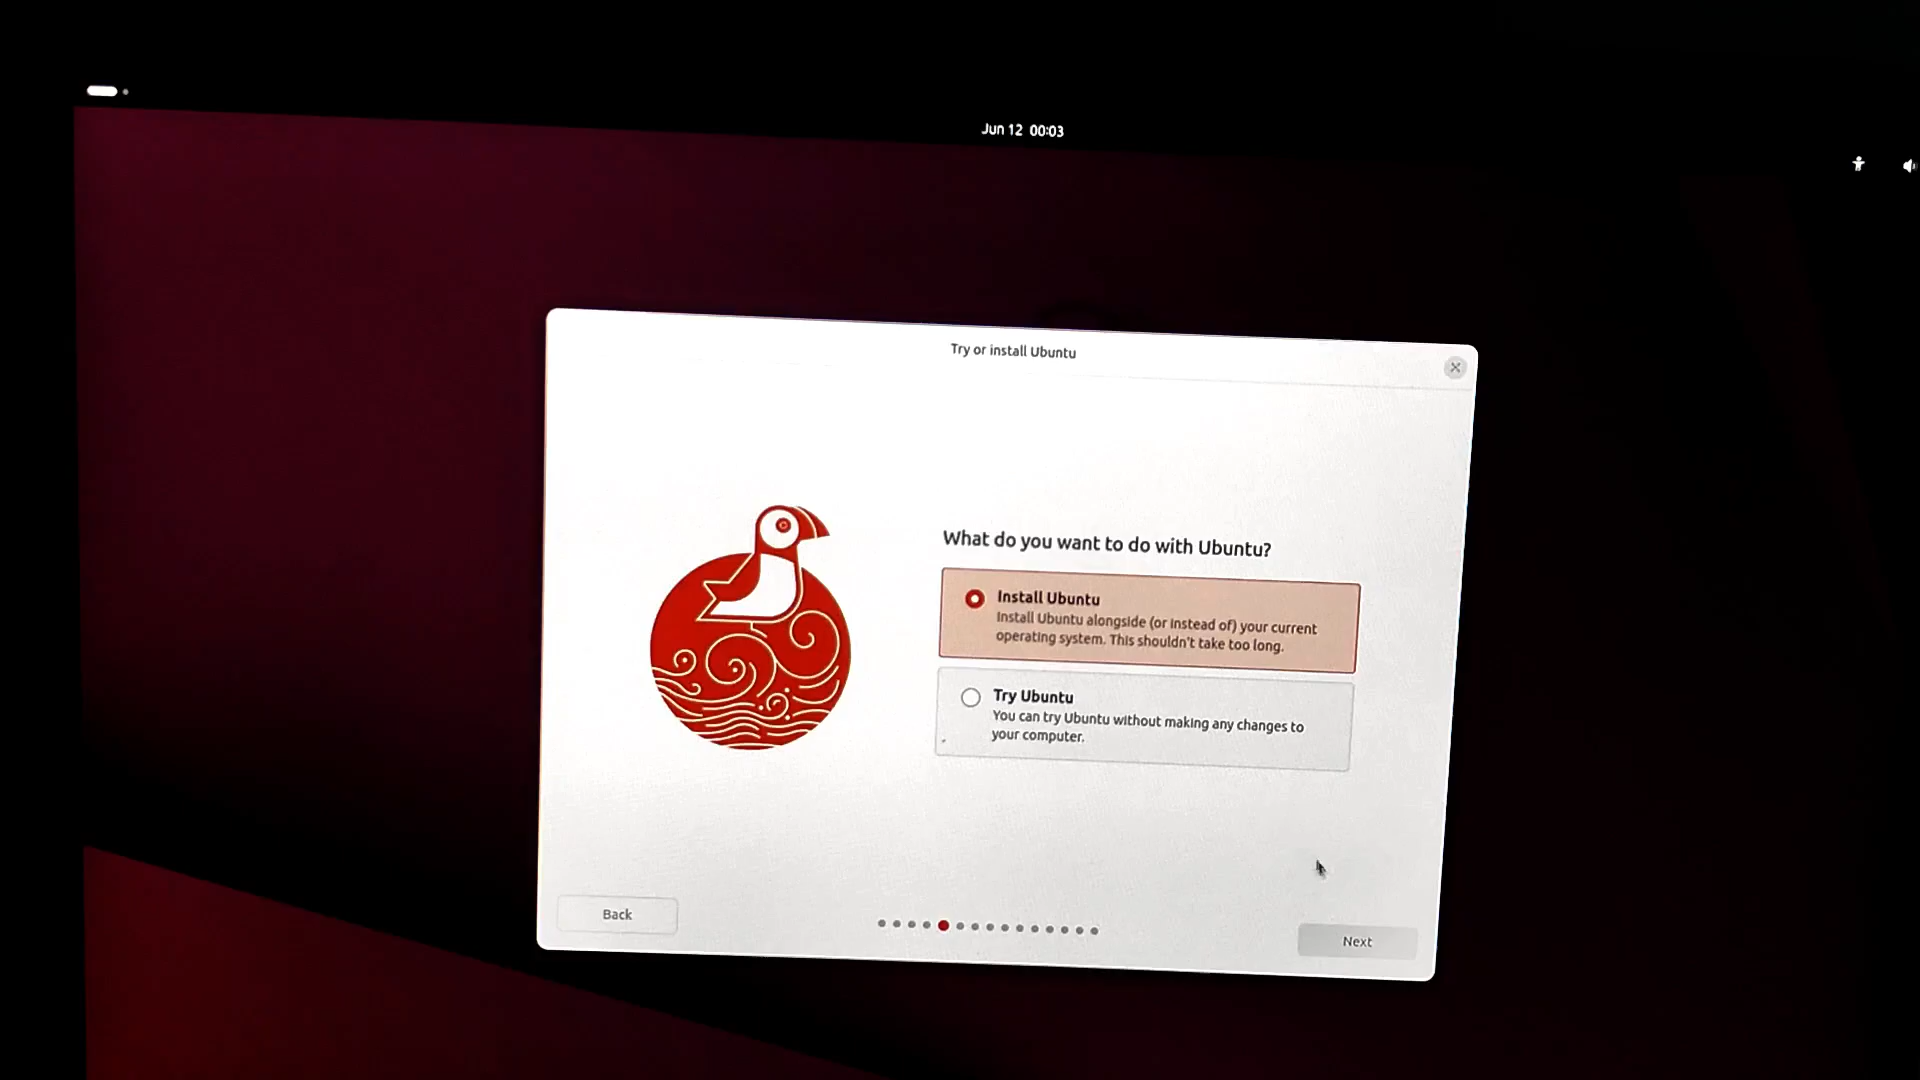 Jun 12 00:03
Try or install Ubuntu
What do you want to do with Ubuntu?
Install Ubuntu
Install Ubuntu alongside (or instead of) your current
operating system. This shouldn't take too long.
Try Ubuntu
You can try Ubuntu without making any changes to
your computer.
Back
Next